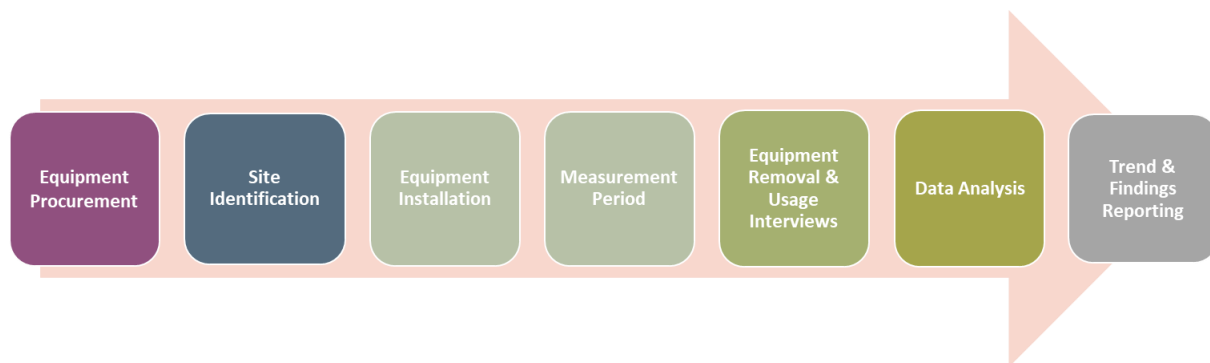 Equipment
Procurement
Site
Identification
Equipment
Installation
Measurement
Period
Equipment
Removal &
Usage
Interviews
Data Analysis
Trend &
Findings
Reporting